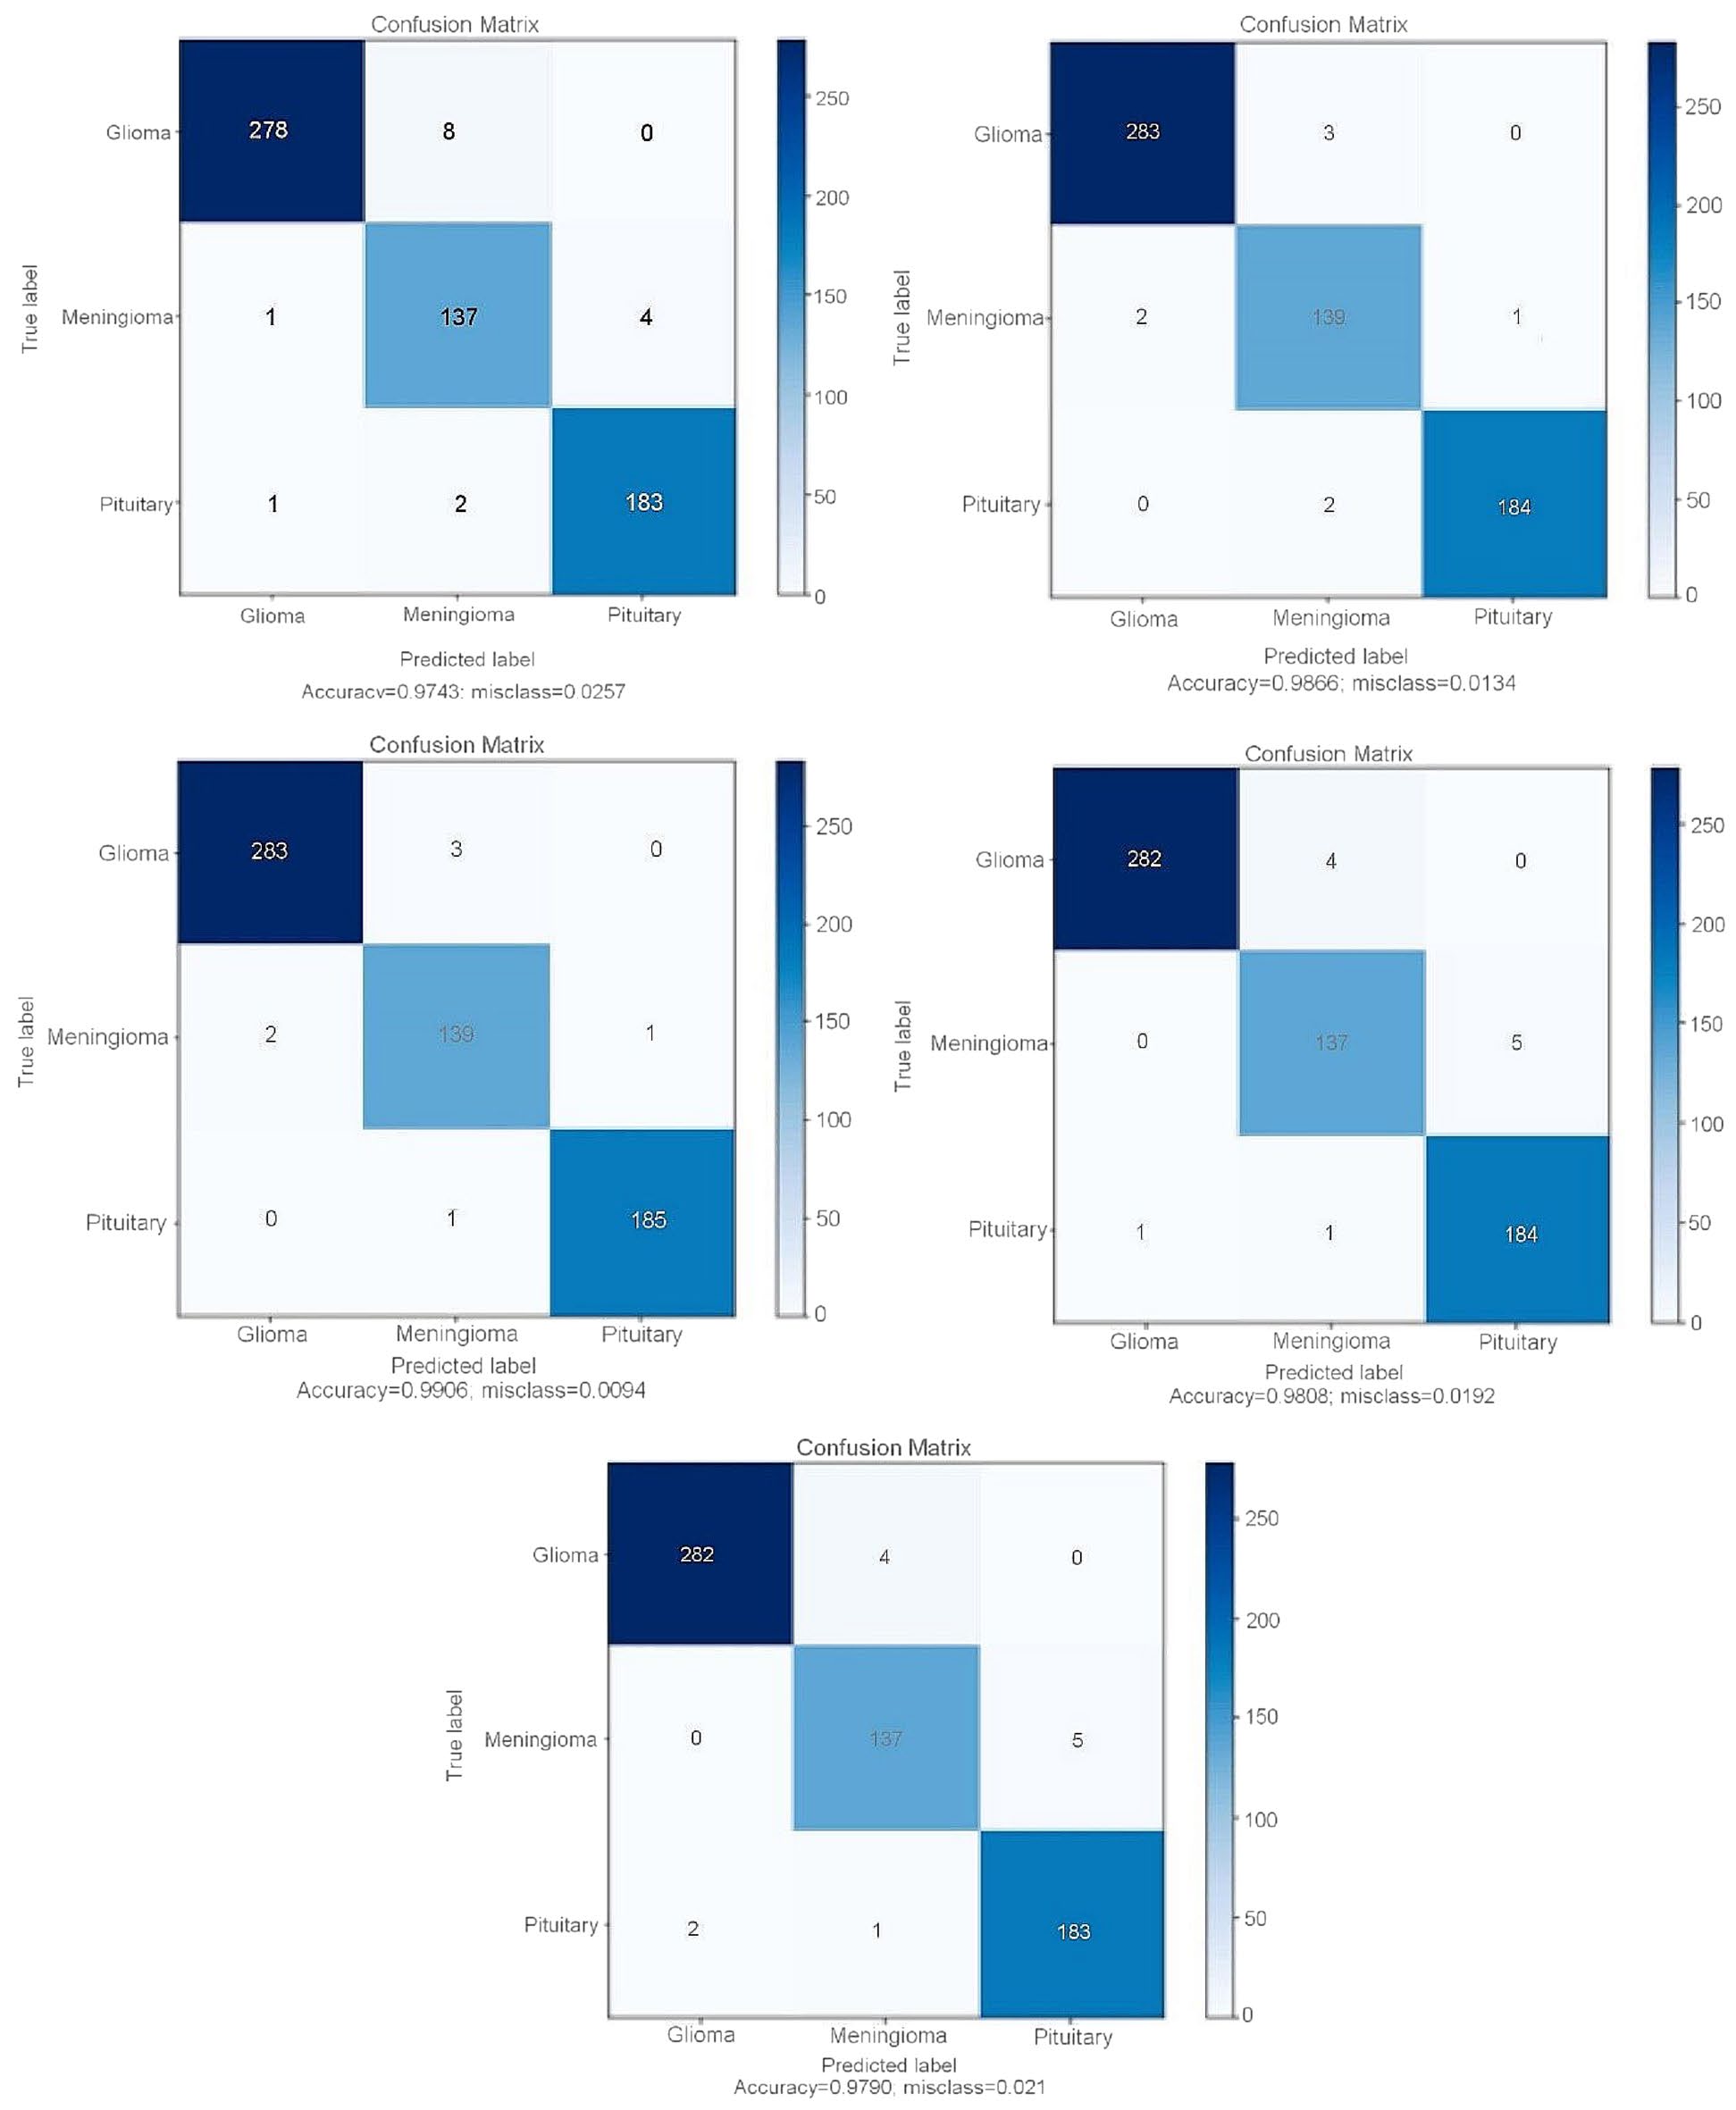 Confusion Matrix
Glioma 278 8 0
Meningioma 1 137 4
Pituitary 1 2 183
Glioma Meningioma Pituitary
True label
Predicted label
Accuracy=0.9743; misclass=0.0257
250
200
150
100
50
0
Confusion Matrix
Glioma 283 3 0
Meningioma 2 139 1
Pituitary 0 2 184
Glioma Meningioma Pituitary
True label
Predicted label
Accuracy=0.9866; misclass=0.0134
250
200
150
100
50
0
Confusion Matrix
Glioma 283 3 0
Meningioma 2 139 1
Pituitary 0 1 185
Glioma Meningioma Pituitary
True label
Predicted label
Accuracy=0.9906; misclass=0.0094
250
200
150
100
50
0
Confusion Matrix
Glioma 282 4 0
Meningioma 0 137 5
Pituitary 1 1 184
Glioma Meningioma Pituitary
True label
Predicted label
Accuracy=0.9808; misclass=0.0192
250
200
150
100
50
0
Confusion Matrix
Glioma 282 4 0
Meningioma 0 137 5
Pituitary 2 1 183
Glioma Meningioma Pituitary
True label
Predicted label
Accuracy=0.9790; misclass=0.021
250
200
150
100
50
0